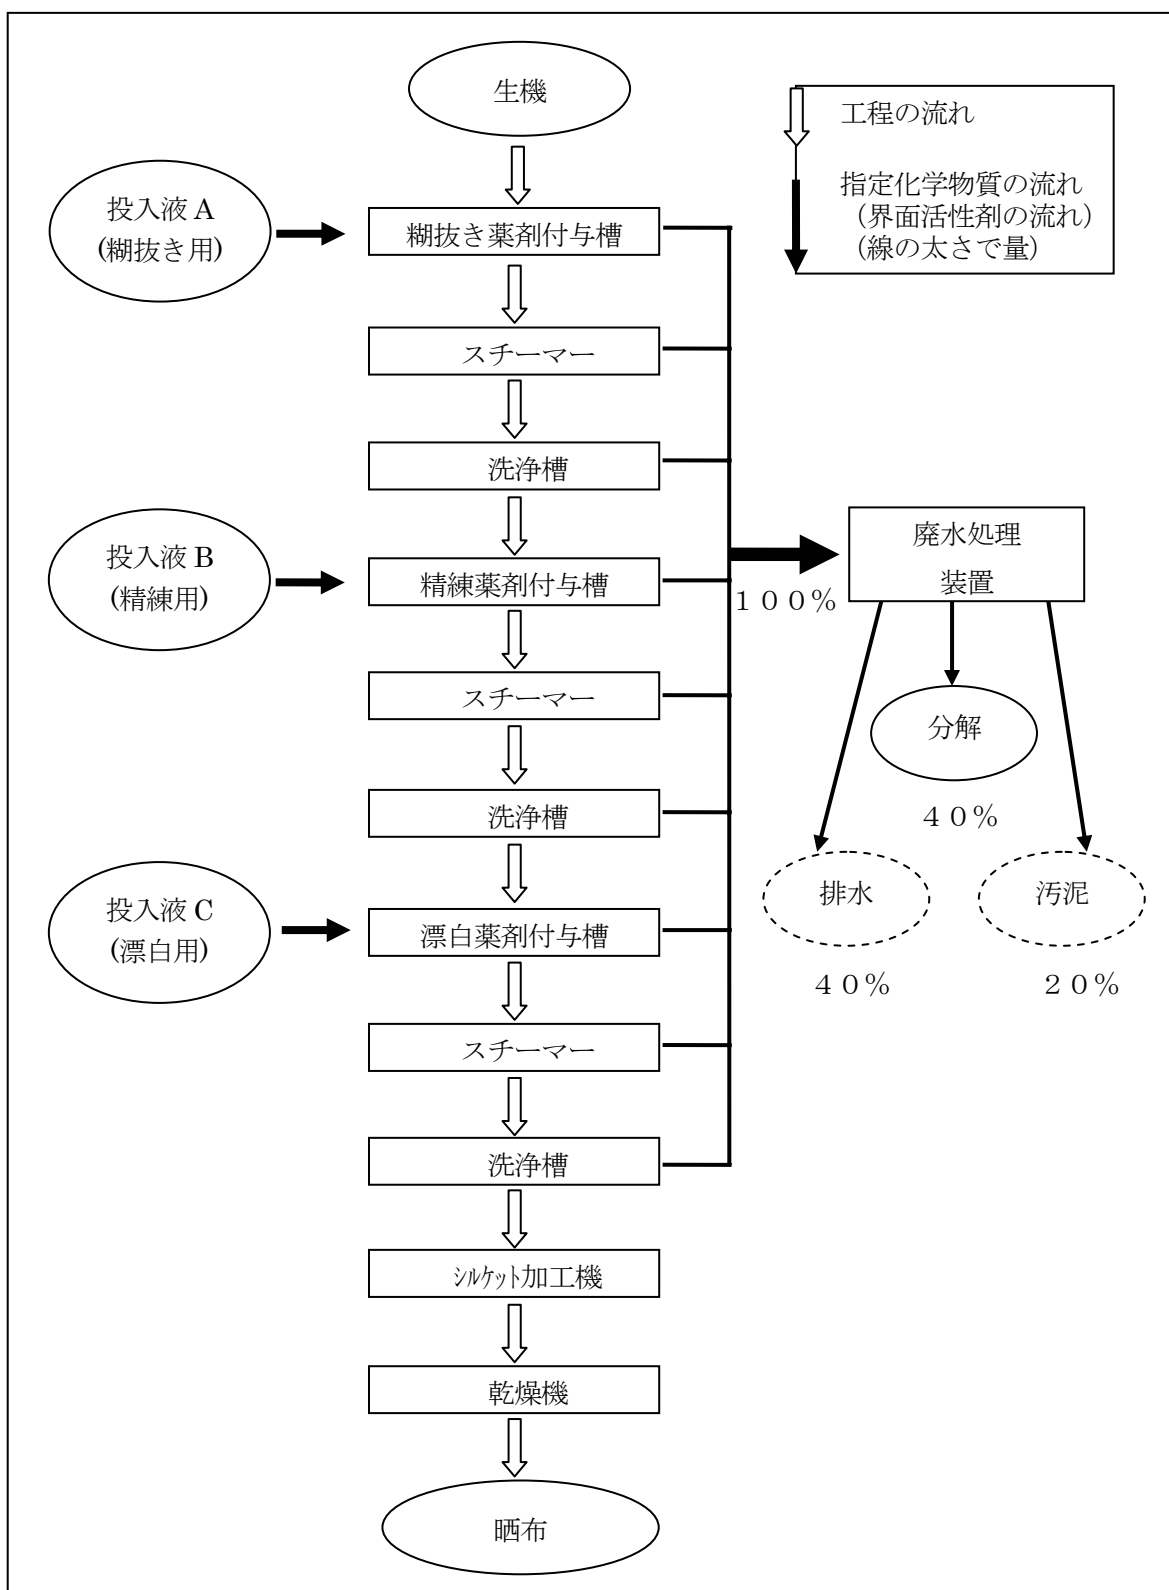 生機
工程の流れ
指定化学物質の流れ
（界面活性剤の流れ）
（線の太さで量）
投入液 A
(糊抜き用)
糊抜き薬剤付与槽
スチーマー
洗浄槽
投入液 B
(精練用)
精練薬剤付与槽
１００％
廃水処理
装置
スチーマー
分解
４０％
洗浄槽
排水
４０％
汚泥
２０％
投入液 C
(漂白用)
漂白薬剤付与槽
スチーマー
洗浄槽
ｼﾙｹｯﾄ加工機
乾燥機
晒布